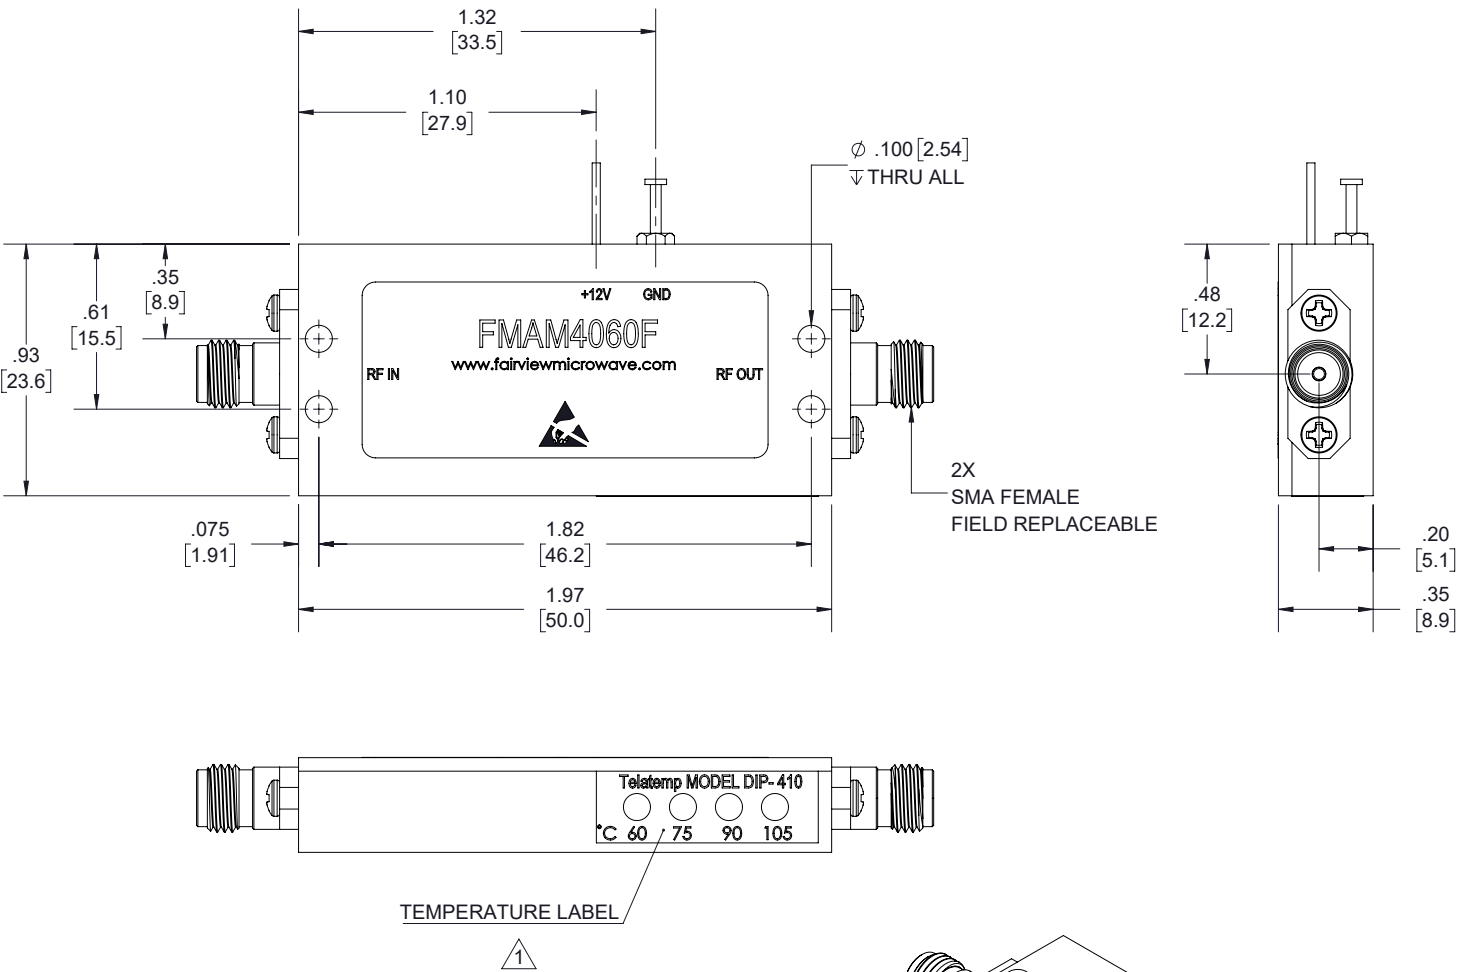 1.32
[33.5]
1.10
[27.9]
⌀ .100[2.54]
↧ THRU ALL
.35
[8.9]
.61
[15.5]
.93
[23.6]
+12V GND
FMAM4060F
www.fairviewmicrowave.com
RF IN
RF OUT
.48
[12.2]
2X
SMA FEMALE
FIELD REPLACEABLE
.075
[1.91]
1.82
[46.2]
1.97
[50.0]
.20
[5.1]
.35
[8.9]
Telatemp MODEL DIP-410
°C 60 75 90 105
TEMPERATURE LABEL
1